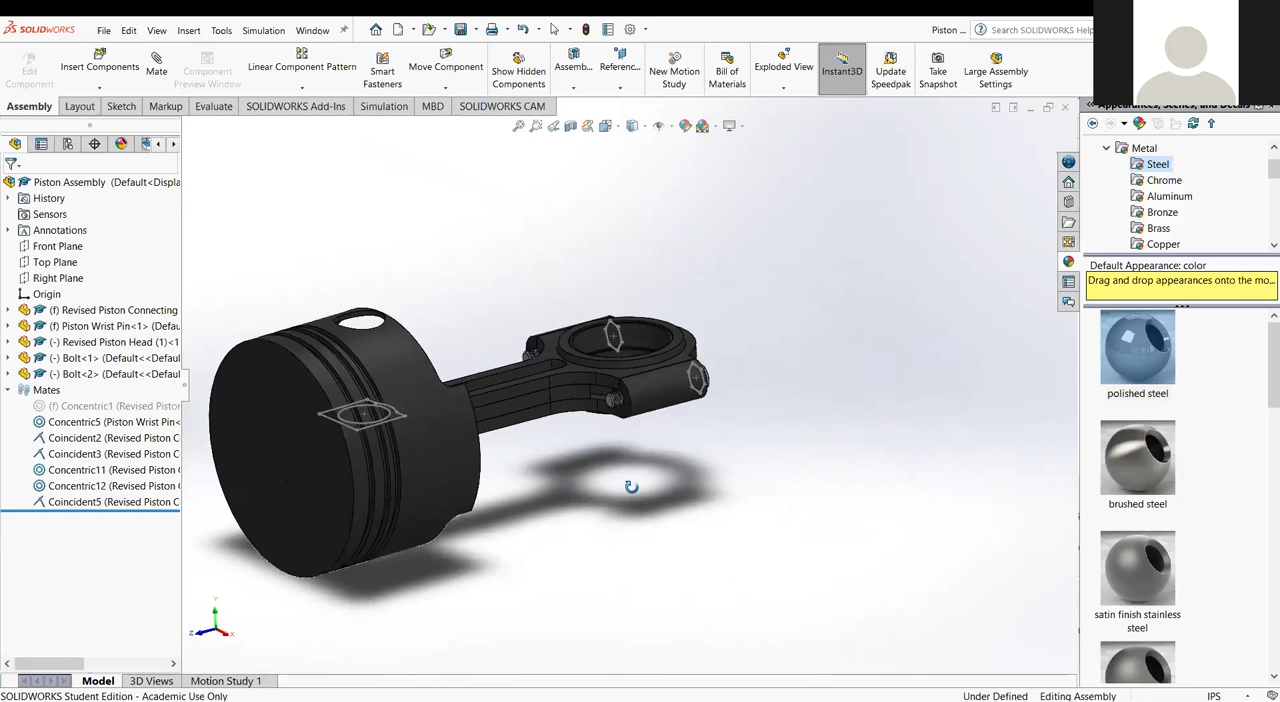 SOLIDWORKS File Edit View Insert Tools Simulation Window Piston ... Search SOLIDWORKS Help
Edit Component
Insert Components
Mate
Component Preview Window
Linear Component Pattern
Smart Fasteners
Move Component
Show Hidden Components
Assemb...
Referenc...
New Motion Study
Bill of Materials
Exploded View
Instant3D
Update Speedpak
Take Snapshot
Large Assembly Settings
Assembly Layout Sketch Markup Evaluate SOLIDWORKS Add-Ins Simulation MBD SOLIDWORKS CAM
Piston Assembly (Default<Displa
History
Sensors
Annotations
Front Plane
Top Plane
Right Plane
Origin
(f) Revised Piston Connecting
(f) Piston Wrist Pin<1> (Defau
(-) Revised Piston Head (1)<1
(-) Bolt<1> (Default<<Default
(-) Bolt<2> (Default<<Default
Mates
(f) Concentric1 (Revised Piston
Concentric5 (Piston Wrist Pin<
Coincident2 (Revised Piston C
Coincident3 (Revised Piston C
Concentric11 (Revised Piston
Concentric12 (Revised Piston
Coincident5 (Revised Piston C
Y
Z
X
Appearances, Scenes, and Decals
Metal
Steel
Chrome
Aluminum
Bronze
Brass
Copper
Default Appearance: color
Drag and drop appearances onto the mo...
polished steel
brushed steel
satin finish stainless
steel
Model 3D Views Motion Study 1
SOLIDWORKS Student Edition - Academic Use Only Under Defined Editing Assembly IPS